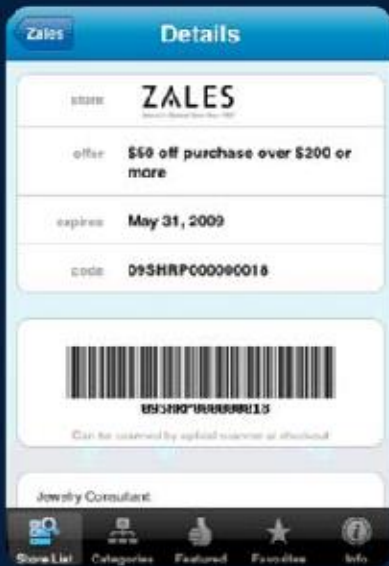 Zales
Details
store
ZALES
offer
$50 off purchase over $200 or
more
expires
May 31, 2009
code
09SHRP000000018
09SHRP000000018
Can be scanned by optical scanner at checkout
Jewelry Consultant
Store List
Categories
Featured
Favorites
Info